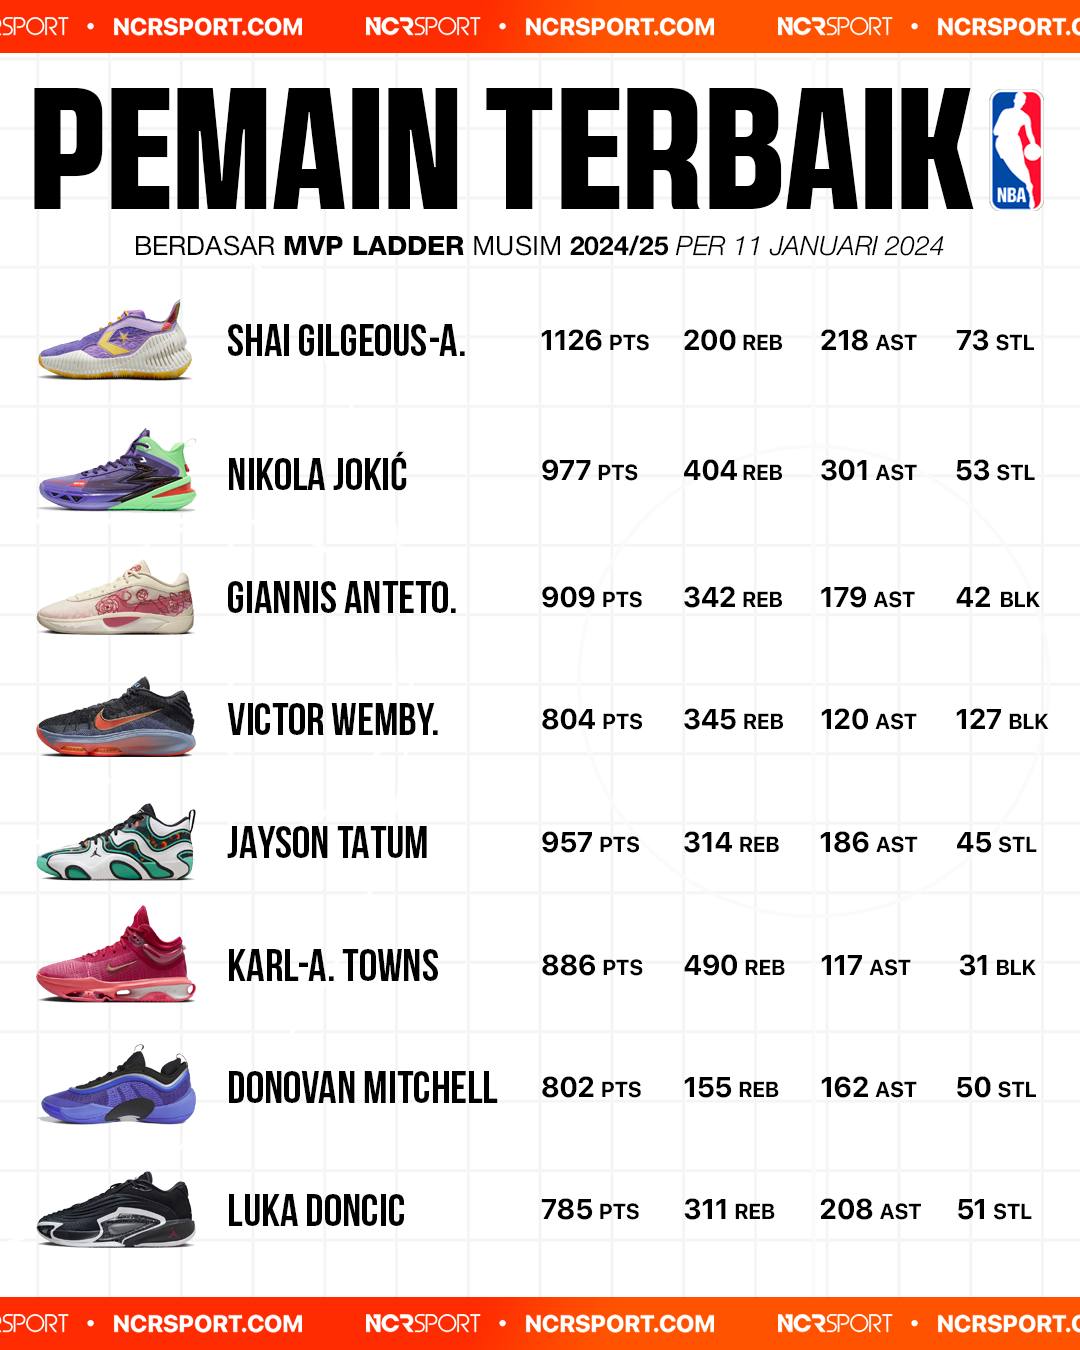 RSPORT • NCRSPORT.COM NCRSPORT • NCRSPORT.COM NCRSPORT • NCRSPORT.C
PEMAIN TERBAIK NBA
BERDASAR MVP LADDER MUSIM 2024/25 PER 11 JANUARI 2024
SHAI GILGEOUS-A. 1126 PTS 200 REB 218 AST 73 STL
NIKOLA JOKIĆ 977 PTS 404 REB 301 AST 53 STL
GIANNIS ANTETO. 909 PTS 342 REB 179 AST 42 BLK
VICTOR WEMBY. 804 PTS 345 REB 120 AST 127 BLK
JAYSON TATUM 957 PTS 314 REB 186 AST 45 STL
KARL-A. TOWNS 886 PTS 490 REB 117 AST 31 BLK
DONOVAN MITCHELL 802 PTS 155 REB 162 AST 50 STL
LUKA DONCIC 785 PTS 311 REB 208 AST 51 STL
RSPORT • NCRSPORT.COM NCRSPORT • NCRSPORT.COM NCRSPORT • NCRSPORT.C